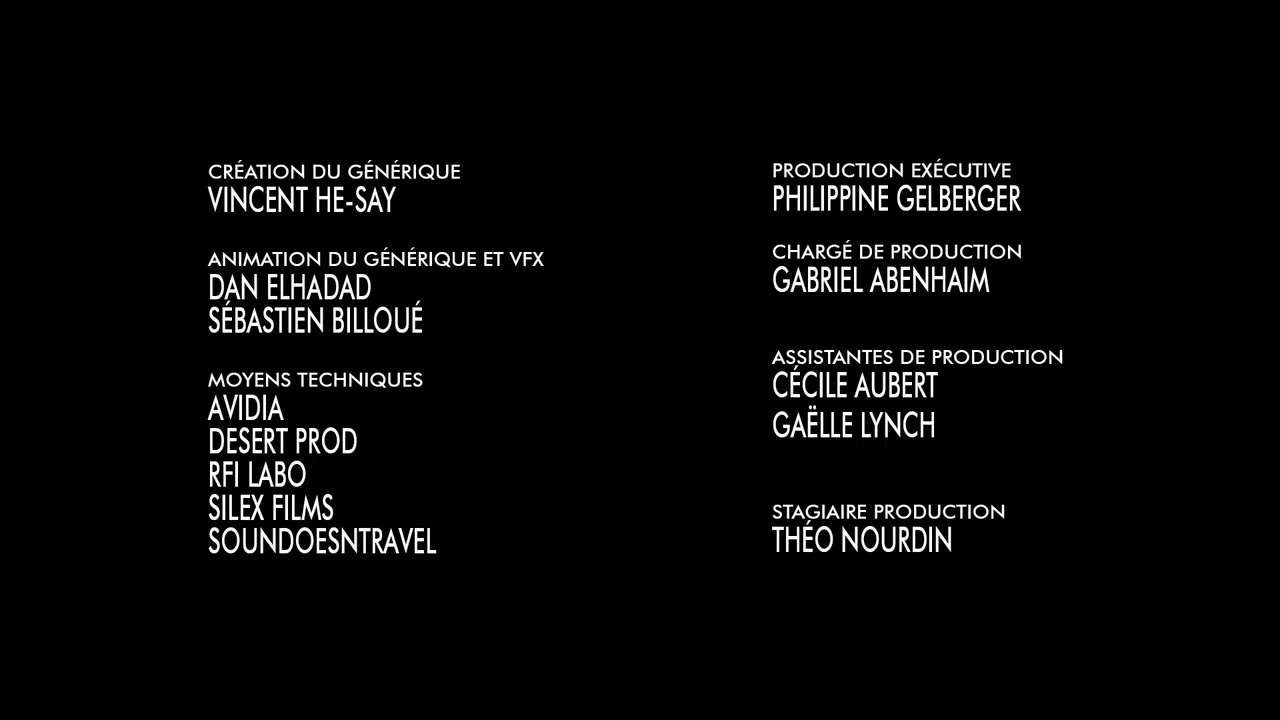 CRÉATION DU GÉNÉRIQUE
VINCENT HE-SAY
ANIMATION DU GÉNÉRIQUE ET VFX
DAN ELHADAD
SÉBASTIEN BILLOUÉ
MOYENS TECHNIQUES
AVIDIA
DESERT PROD
RFI LABO
SILEX FILMS
SOUNDOESNTRAVEL
PRODUCTION EXÉCUTIVE
PHILIPPINE GELBERGER
CHARGÉ DE PRODUCTION
GABRIEL ABENHAIM
ASSISTANTES DE PRODUCTION
CÉCILE AUBERT
GAËLLE LYNCH
STAGIAIRE PRODUCTION
THÉO NOURDIN